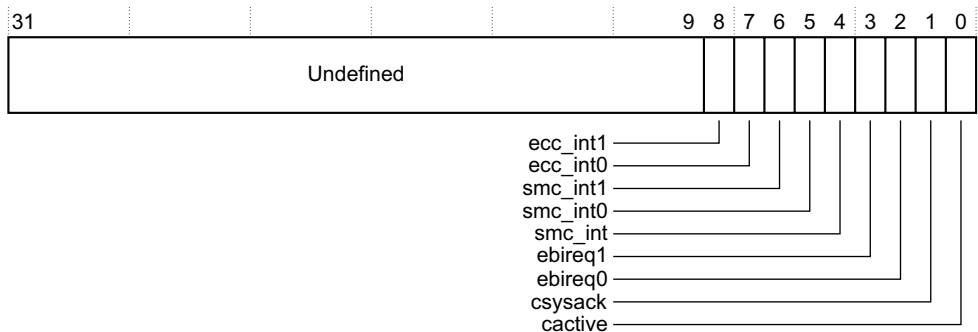 31 9 8 7 6 5 4 3 2 1 0
Undefined
ecc_int1
ecc_int0
smc_int1
smc_int0
smc_int
ebireq1
ebireq0
csysack
cactive